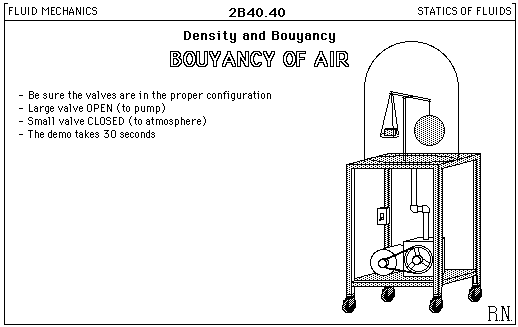 FLUID MECHANICS
2B40.40
STATICS OF FLUIDS
Density and Bouyancy
BOUYANCY OF AIR
- Be sure the valves are in the proper configuration
- Large valve OPEN (to pump)
- Small valve CLOSED (to atmosphere)
- The demo takes 30 seconds
R.N.